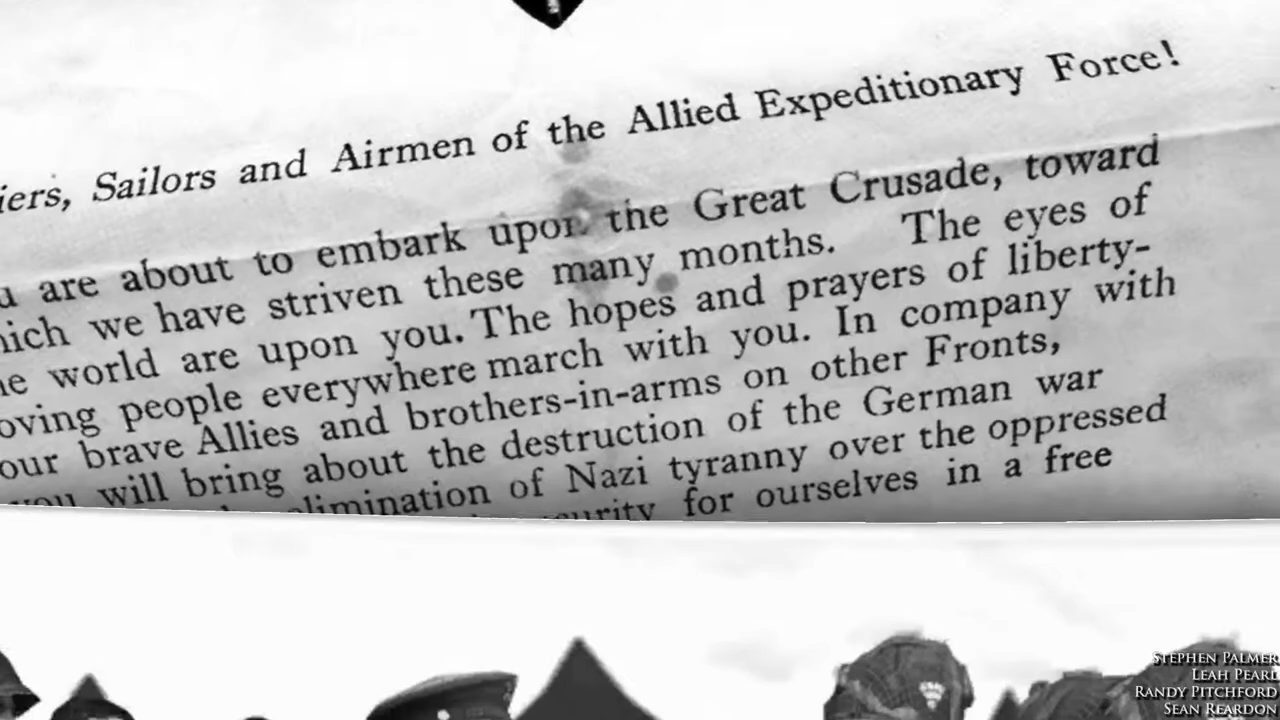 iers, Sailors and Airmen of the Allied Expeditionary Force!
u are about to embark upon the Great Crusade, toward
hich we have striven these many months. The eyes of
he world are upon you. The hopes and prayers of liberty-
oving people everywhere march with you. In company with
our brave Allies and brothers-in-arms on other Fronts,
you will bring about the destruction of the German war
elimination of Nazi tyranny over the oppressed
curity for ourselves in a free
STEPHEN PALMER
LEAH PEARL
RANDY PITCHFORD
SEAN REARDON